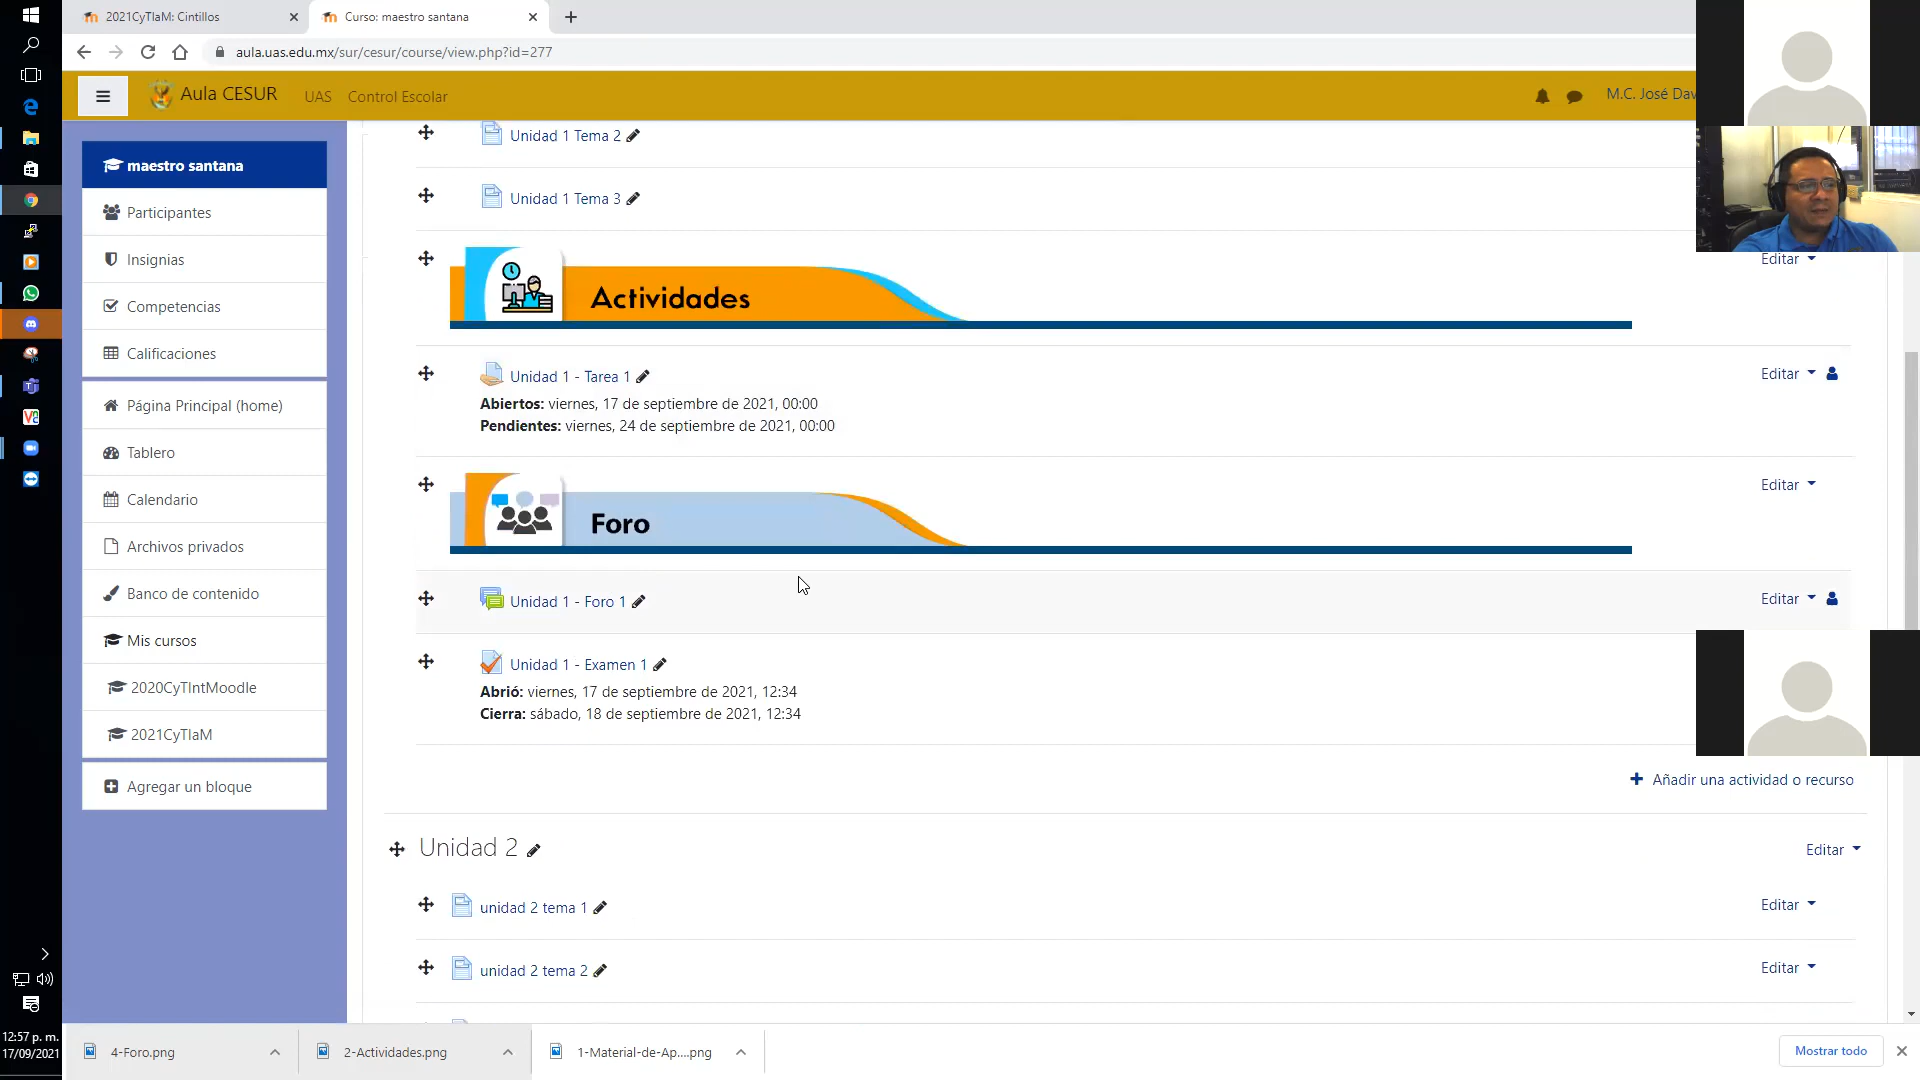 2021CyTIaM: Cintillos
Curso: maestro santana
aula.uas.edu.mx/sur/cesur/course/view.php?id=277
Aula CESUR
UAS
Control Escolar
M.C. José Dav
maestro santana
Participantes
Insignias
Competencias
Calificaciones
Página Principal (home)
Tablero
Calendario
Archivos privados
Banco de contenido
Mis cursos
2020CyTIntMoodle
2021CyTIaM
Agregar un bloque
Unidad 1 Tema 2
Unidad 1 Tema 3
Actividades
Editar
Unidad 1 - Tarea 1
Editar
Abiertos: viernes, 17 de septiembre de 2021, 00:00
Pendientes: viernes, 24 de septiembre de 2021, 00:00
Foro
Editar
Unidad 1 - Foro 1
Editar
Unidad 1 - Examen 1
Abrió: viernes, 17 de septiembre de 2021, 12:34
Cierra: sábado, 18 de septiembre de 2021, 12:34
Añadir una actividad o recurso
Unidad 2
Editar
unidad 2 tema 1
Editar
unidad 2 tema 2
Editar
12:57 p. m.
17/09/2021
4-Foro.png
2-Actividades.png
1-Material-de-Ap....png
Mostrar todo